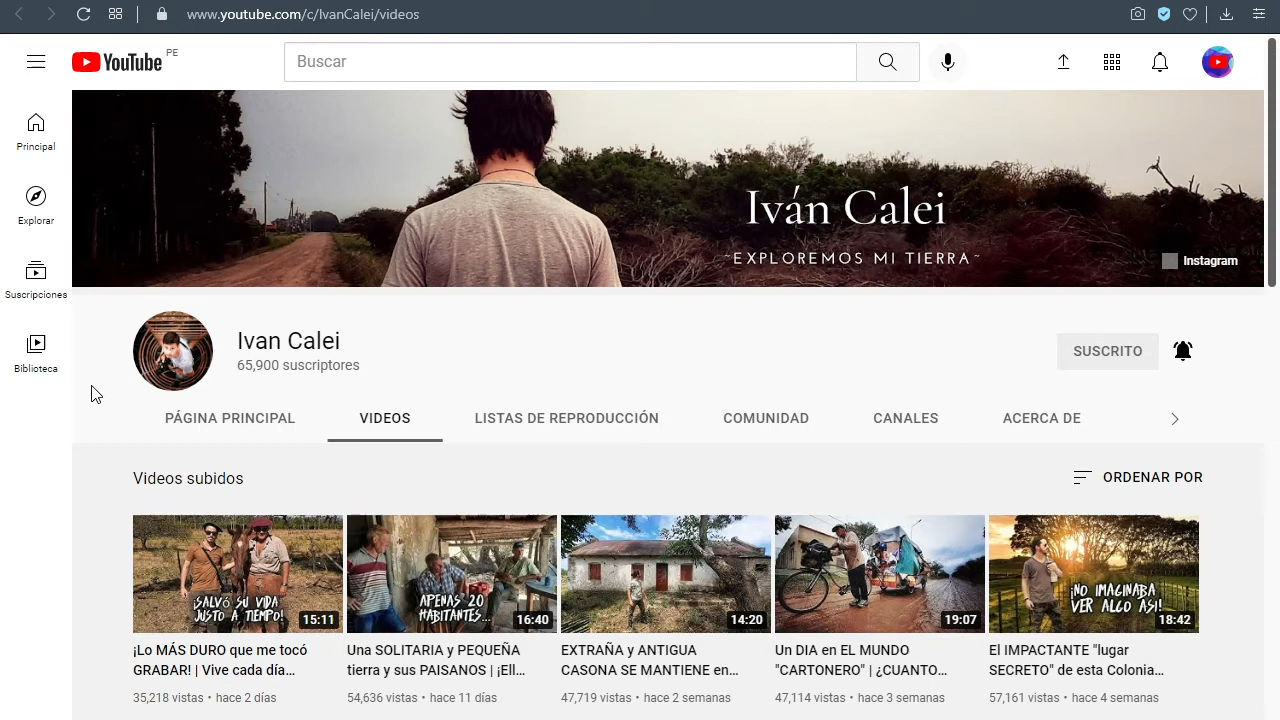 www.youtube.com/c/IvanCalei/videos
YouTube PE
Buscar
Principal
Explorar
Suscripciones
Biblioteca
Iván Calei
~EXPLOREMOS MI TIERRA~
Instagram
Ivan Calei
65,900 suscriptores
SUSCRITO
PÁGINA PRINCIPAL VIDEOS LISTAS DE REPRODUCCIÓN COMUNIDAD CANALES ACERCA DE
Videos subidos
ORDENAR POR
¡SALVÓ SU VIDA
JUSTO A TIEMPO!
15:11
¡Lo MÁS DURO que me tocó
GRABAR! | Vive cada día…
35,218 vistas • hace 2 días
APENAS 20
HABITANTES...
16:40
Una SOLITARIA y PEQUEÑA
tierra y sus PAISANOS | ¡Ell…
54,636 vistas • hace 11 días
14:20
EXTRAÑA y ANTIGUA
CASONA SE MANTIENE en…
47,719 vistas • hace 2 semanas
19:07
Un DIA en EL MUNDO
"CARTONERO" | ¿CUANTO…
47,114 vistas • hace 3 semanas
¡NO IMAGINABA
VER ALGO ASI!
18:42
El IMPACTANTE "lugar
SECRETO" de esta Colonia…
57,161 vistas • hace 4 semanas